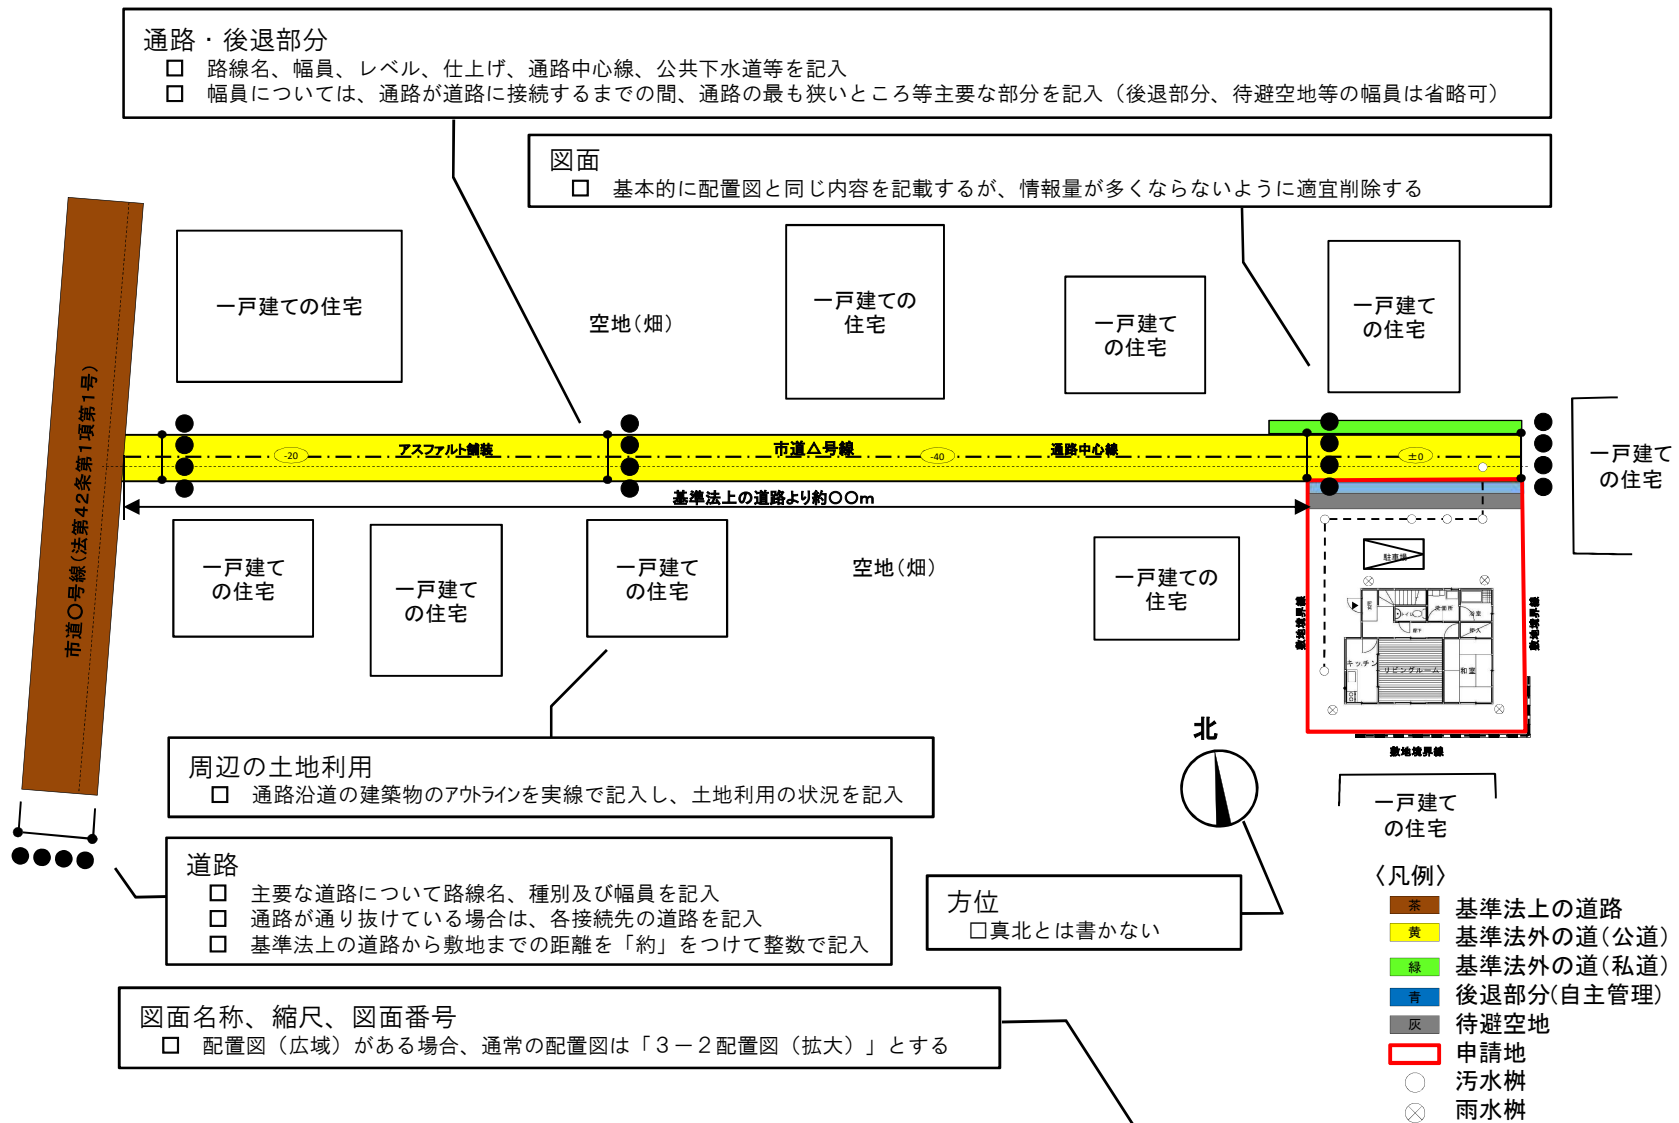 通路・後退部分
□ 路線名、幅員、レベル、仕上げ、通路中心線、公共下水道等を記入
□ 幅員については、通路が道路に接続するまでの間、通路の最も狭いところ等主要な部分を記入（後退部分、待避空地等の幅員は省略可）
図面
□ 基本的に配置図と同じ内容を記載するが、情報量が多くならないように適宜削除する
一戸建ての住宅
空地（畑）
一戸建ての
住宅
一戸建て
の住宅
一戸建て
の住宅
一戸建て
の住宅
市道〇号線（法第42条第1項第1号）
●●●●
-20
アスファルト舗装
●●●●
市道△号線
-40
通路中心線
●●●●
±0
●●●●
基準法上の道路より約〇〇m
一戸建て
の住宅
一戸建て
の住宅
一戸建て
の住宅
空地（畑）
一戸建ての
住宅
駐車場
敷地境界線
敷地境界線
トイレ
洗面所
浴室
廊下
押入
キッチン
リビングルーム
和室
敷地境界線
一戸建て
の住宅
北
周辺の土地利用
□ 通路沿道の建築物のアウトラインを実線で記入し、土地利用の状況を記入
●●●●
道路
□ 主要な道路について路線名、種別及び幅員を記入
□ 通路が通り抜けている場合は、各接続先の道路を記入
□ 基準法上の道路から敷地までの距離を「約」をつけて整数で記入
方位
□真北とは書かない
図面名称、縮尺、図面番号
□ 配置図（広域）がある場合、通常の配置図は「３－２配置図（拡大）」とする
〈凡例〉
茶 基準法上の道路
黄 基準法外の道（公道）
緑 基準法外の道（私道）
青 後退部分(自主管理)
灰 待避空地
申請地
汚水桝
雨水桝